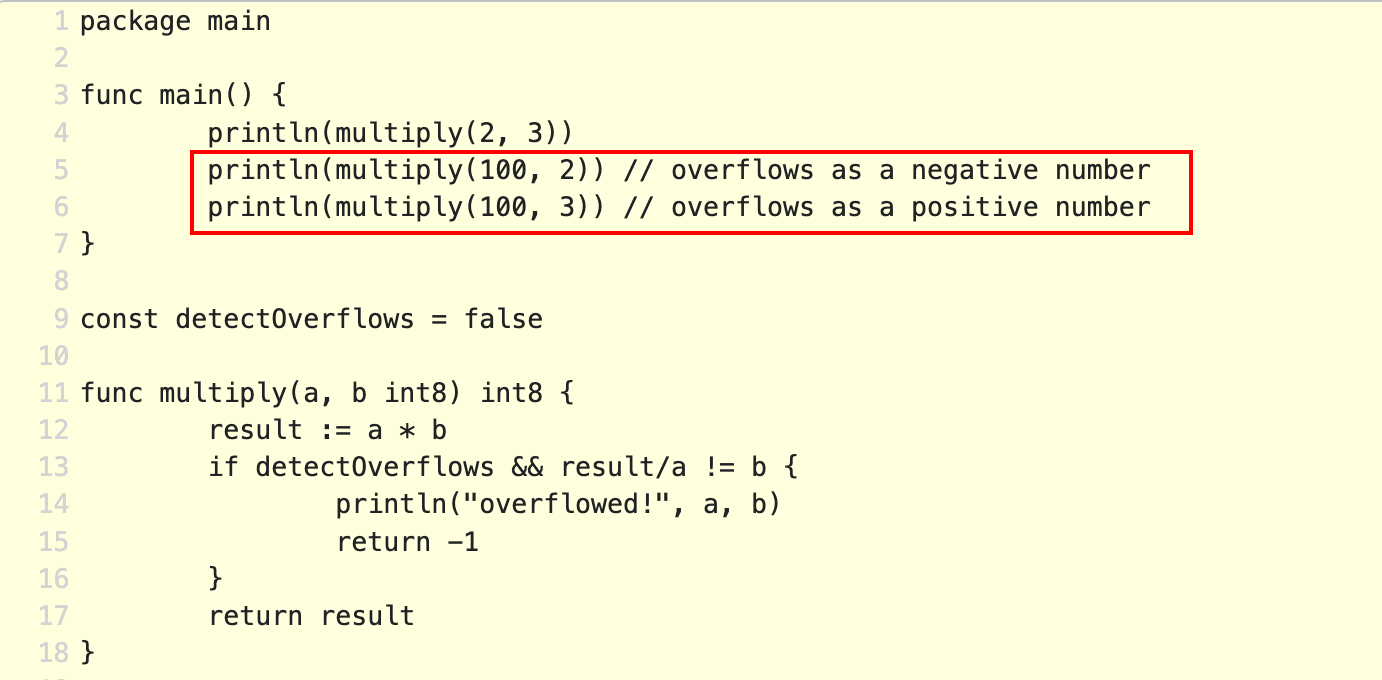 1 package main
2
3 func main() {
4         println(multiply(2, 3))
5         println(multiply(100, 2)) // overflows as a negative number
6         println(multiply(100, 3)) // overflows as a positive number
7 }
8
9 const detectOverflows = false
10
11 func multiply(a, b int8) int8 {
12         result := a * b
13         if detectOverflows && result/a != b {
14                 println("overflowed!", a, b)
15                 return -1
16         }
17         return result
18 }